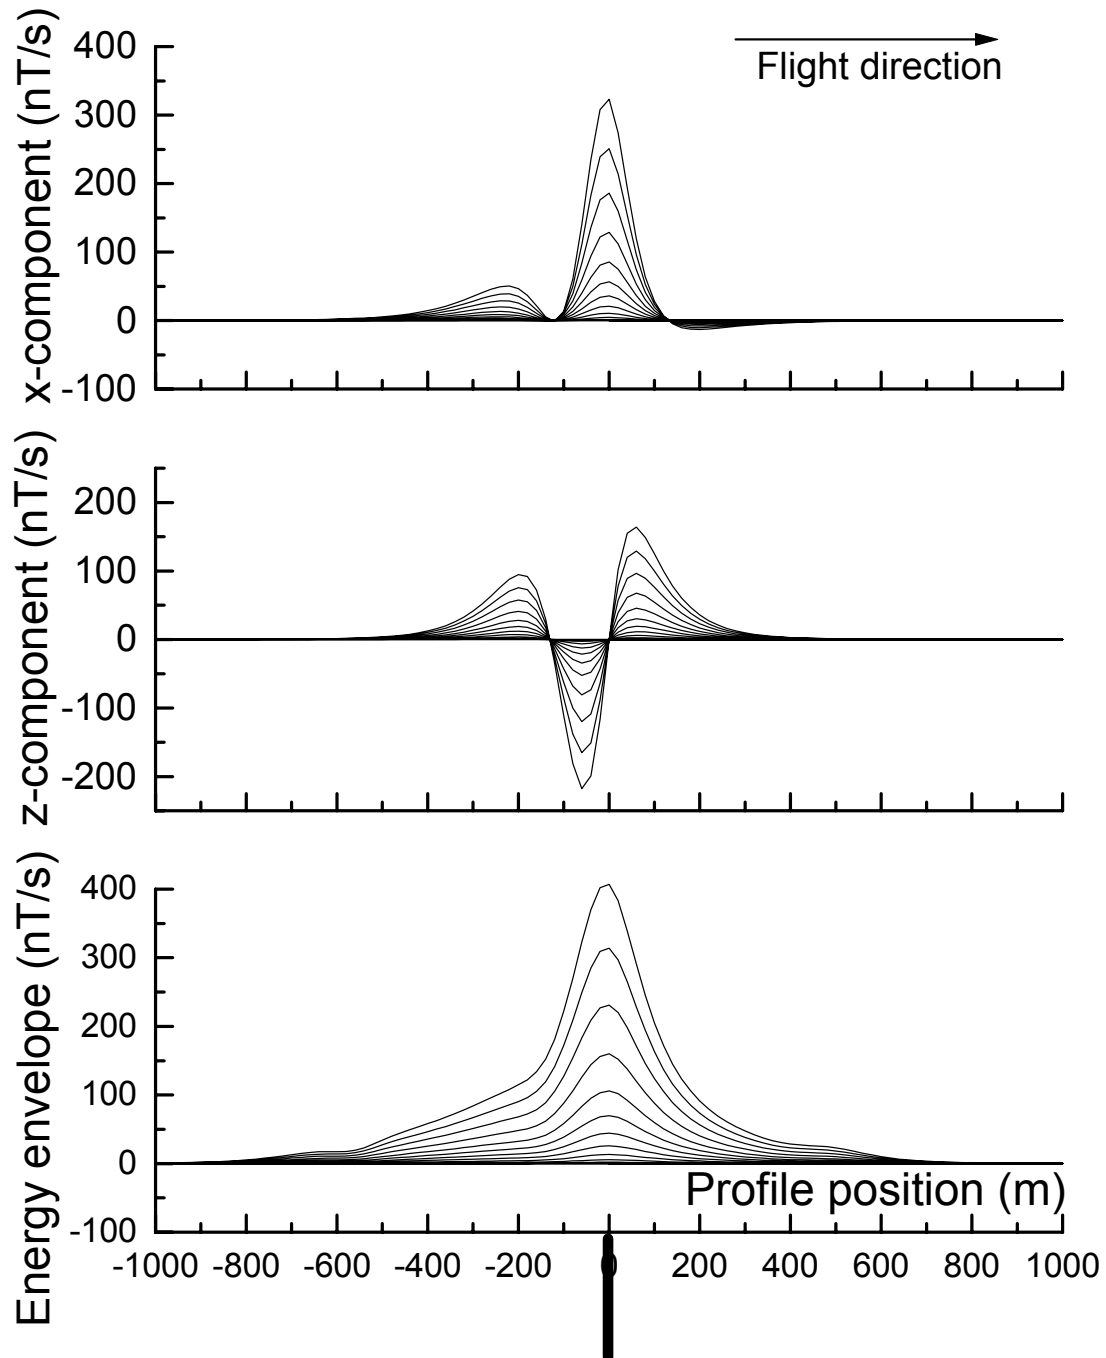 x-component (nT/s)
400
300
200
100
0
-100
Flight direction
z-component (nT/s)
200
100
0
-100
-200
Energy envelope (nT/s)
400
300
200
100
0
-100
Profile position (m)
-1000 -800 -600 -400 -200 0 200 400 600 800 1000